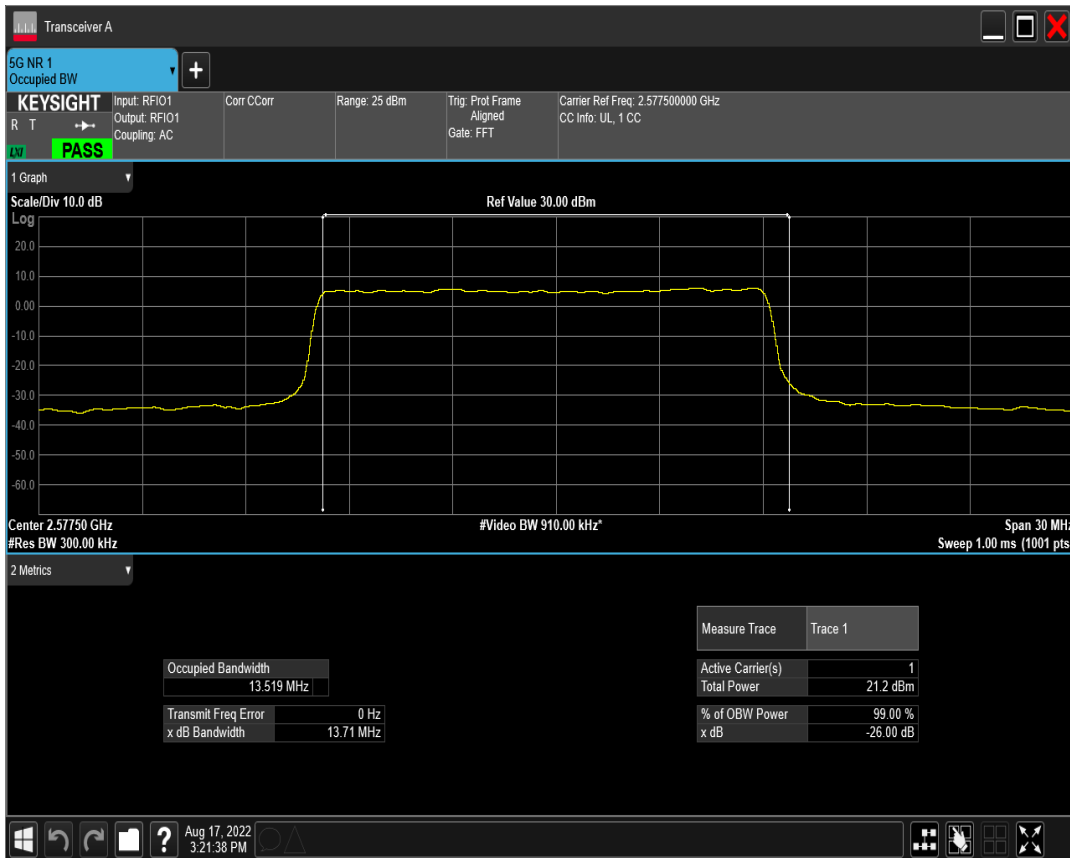 Transceiver A
5G NR 1
Occupied BW
+
KEYSIGHT
R T
LXI
PASS
Input: RFIO1
Output: RFIO1
Coupling: AC
Corr CCorr
Range: 25 dBm
Trig: Prot Frame
Aligned
Gate: FFT
Carrier Ref Freq: 2.577500000 GHz
CC Info: UL, 1 CC
1 Graph
Scale/Div 10.0 dB
Ref Value 30.00 dBm
Log
20.0
10.0
0.00
-10.0
-20.0
-30.0
-40.0
-50.0
-60.0
Center 2.57750 GHz
#Video BW 910.00 kHz*
Span 30 MHz
#Res BW 300.00 kHz
Sweep 1.00 ms (1001 pts
2 Metrics
Measure Trace Trace 1
Occupied Bandwidth
13.519 MHz
Active Carrier(s) 1
Total Power 21.2 dBm
Transmit Freq Error 0 Hz
x dB Bandwidth 13.71 MHz
% of OBW Power 99.00 %
x dB -26.00 dB
?
Aug 17, 2022
3:21:38 PM